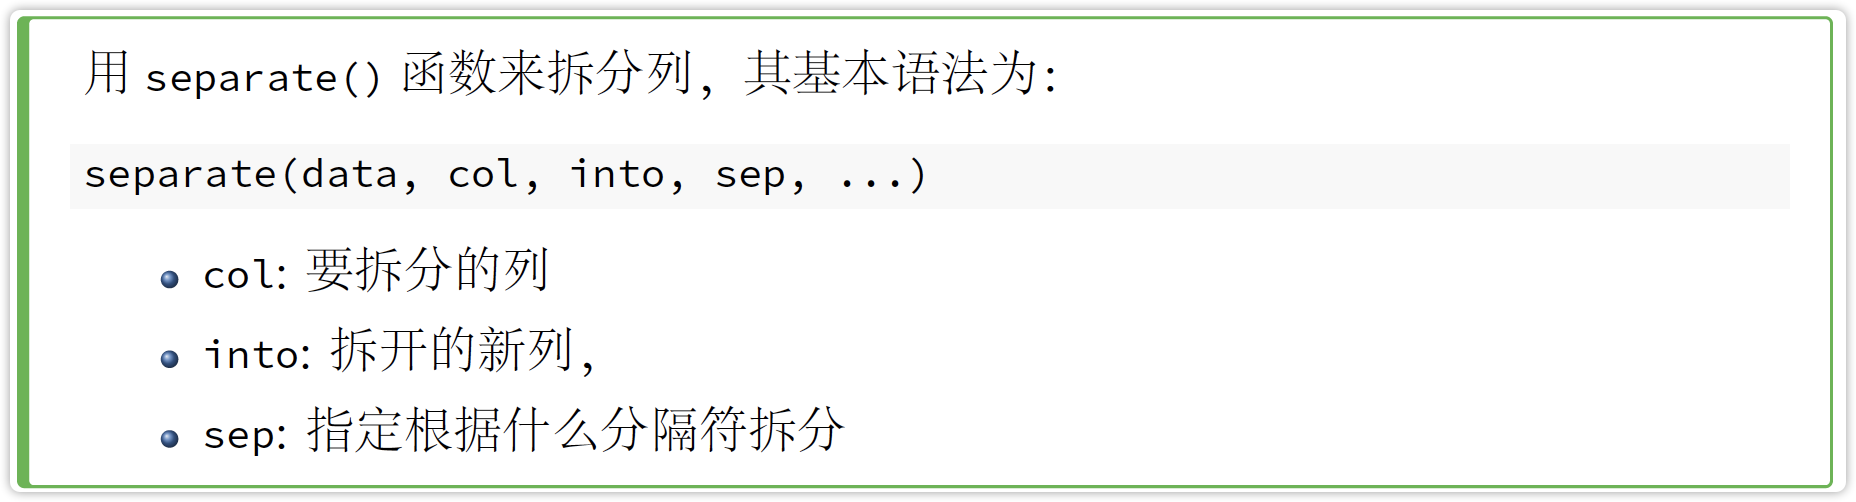 用 separate() 函数来拆分列，其基本语法为：
separate(data, col, into, sep, ...)
col: 要拆分的列
into: 拆开的新列，
sep: 指定根据什么分隔符拆分